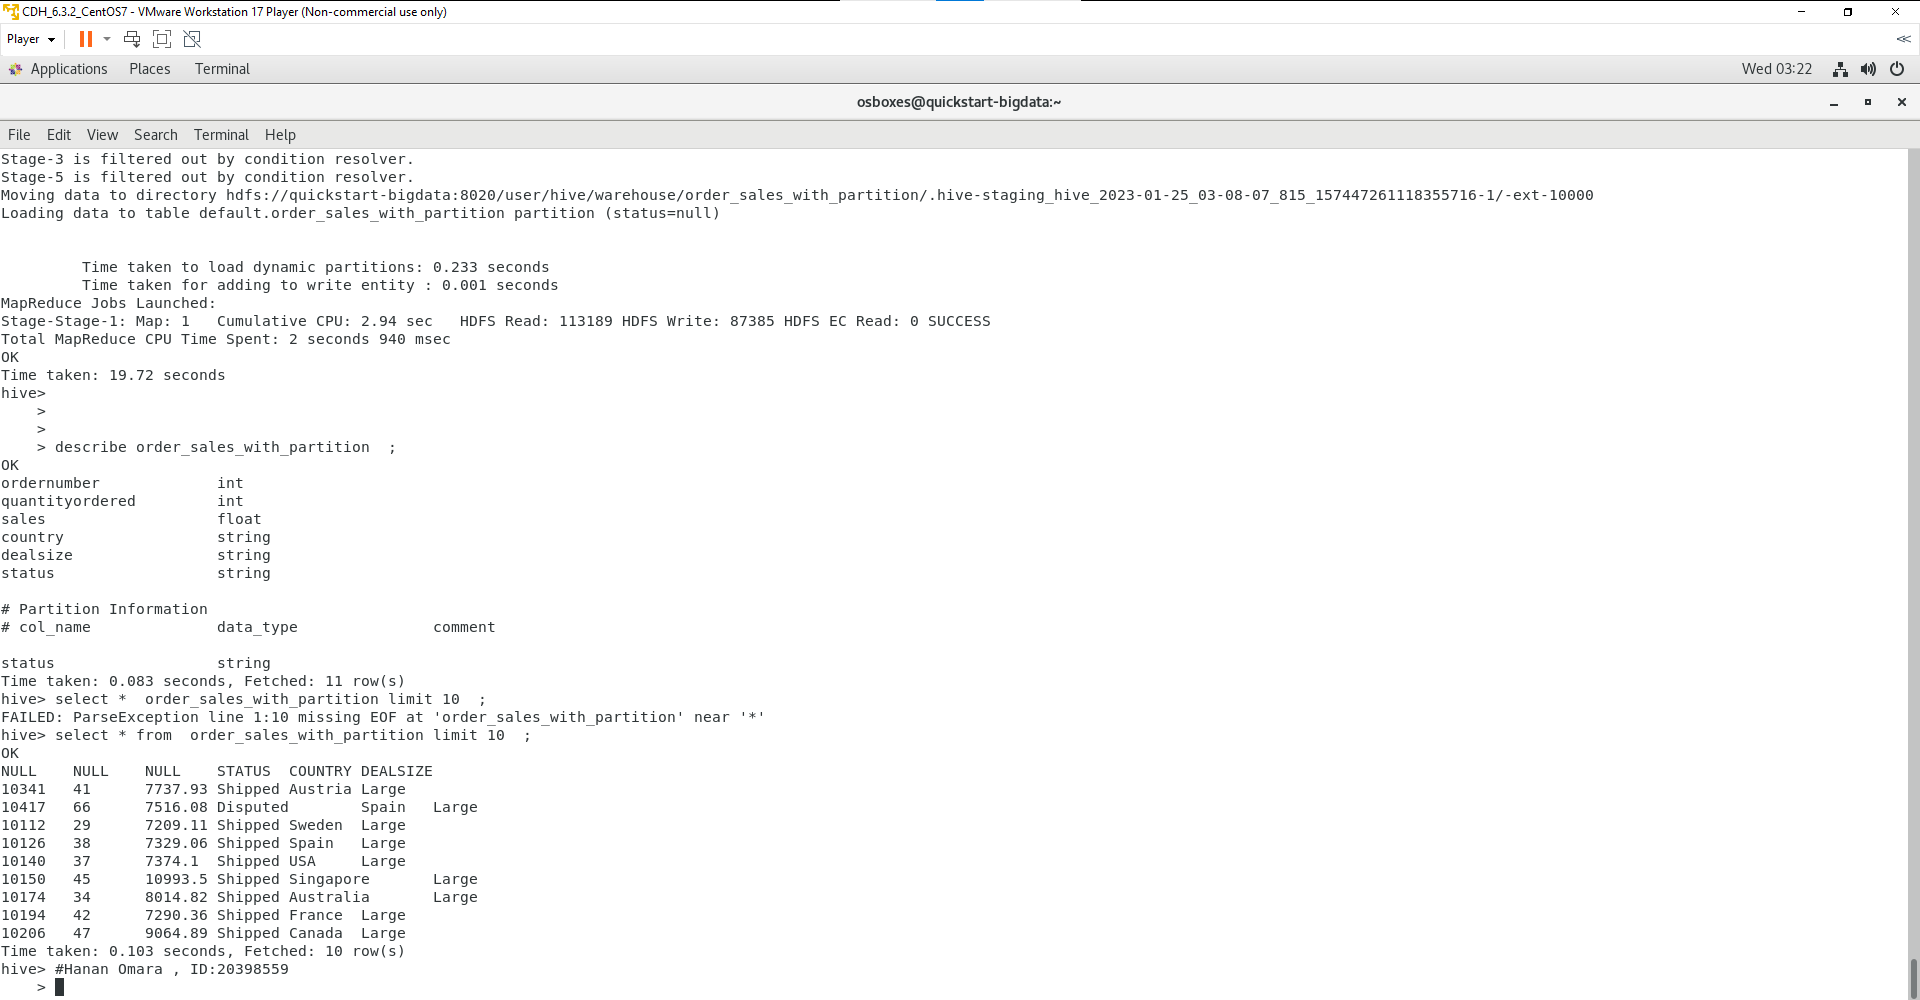 CDH_6.3.2_CentOS7 - VMware Workstation 17 Player (Non-commercial use only)
Player
Applications Places Terminal Wed 03:22
osboxes@quickstart-bigdata:~
File Edit View Search Terminal Help
Stage-3 is filtered out by condition resolver.
Stage-5 is filtered out by condition resolver.
Moving data to directory hdfs://quickstart-bigdata:8020/user/hive/warehouse/order_sales_with_partition/.hive-staging_hive_2023-01-25_03-08-07_815_157447261118355716-1/-ext-10000
Loading data to table default.order_sales_with_partition partition (status=null)
Time taken to load dynamic partitions: 0.233 seconds
Time taken for adding to write entity : 0.001 seconds
MapReduce Jobs Launched:
Stage-Stage-1: Map: 1   Cumulative CPU: 2.94 sec   HDFS Read: 113189 HDFS Write: 87385 HDFS EC Read: 0 SUCCESS
Total MapReduce CPU Time Spent: 2 seconds 940 msec
OK
Time taken: 19.72 seconds
hive>
    >
    >
    > describe order_sales_with_partition  ;
OK
ordernumber             int
quantityordered         int
sales                   float
country                 string
dealsize                string
status                  string
# Partition Information
# col_name              data_type               comment
status                  string
Time taken: 0.083 seconds, Fetched: 11 row(s)
hive> select *  order_sales_with_partition limit 10  ;
FAILED: ParseException line 1:10 missing EOF at 'order_sales_with_partition' near '*'
hive> select * from  order_sales_with_partition limit 10  ;
OK
NULL    NULL    NULL    STATUS  COUNTRY DEALSIZE
10341   41      7737.93 Shipped Austria Large
10417   66      7516.08 Disputed        Spain   Large
10112   29      7209.11 Shipped Sweden  Large
10126   38      7329.06 Shipped Spain   Large
10140   37      7374.1  Shipped USA     Large
10150   45      10993.5 Shipped Singapore       Large
10174   34      8014.82 Shipped Australia       Large
10194   42      7290.36 Shipped France  Large
10206   47      9064.89 Shipped Canada  Large
Time taken: 0.103 seconds, Fetched: 10 row(s)
hive> #Hanan Omara , ID:20398559
    >